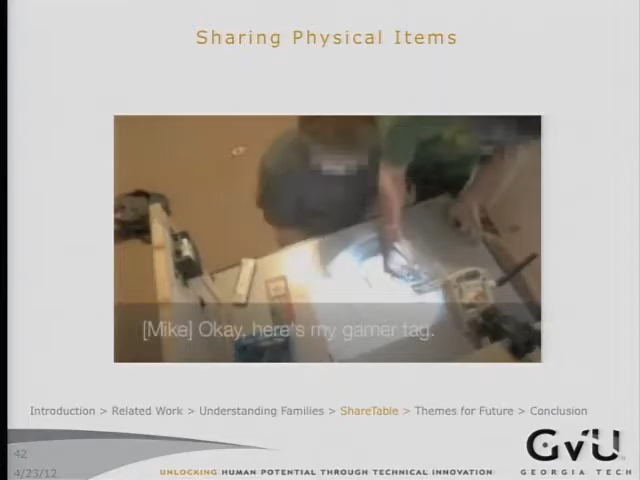 Sharing Physical Items
[Mike] Okay, here's my gamer tag.
Introduction > Related Work > Understanding Families > ShareTable > Themes for Future > Conclusion
42
4/23/12
UNLOCKING HUMAN POTENTIAL THROUGH TECHNICAL INNOVATION
GVU
GEORGIA TECH